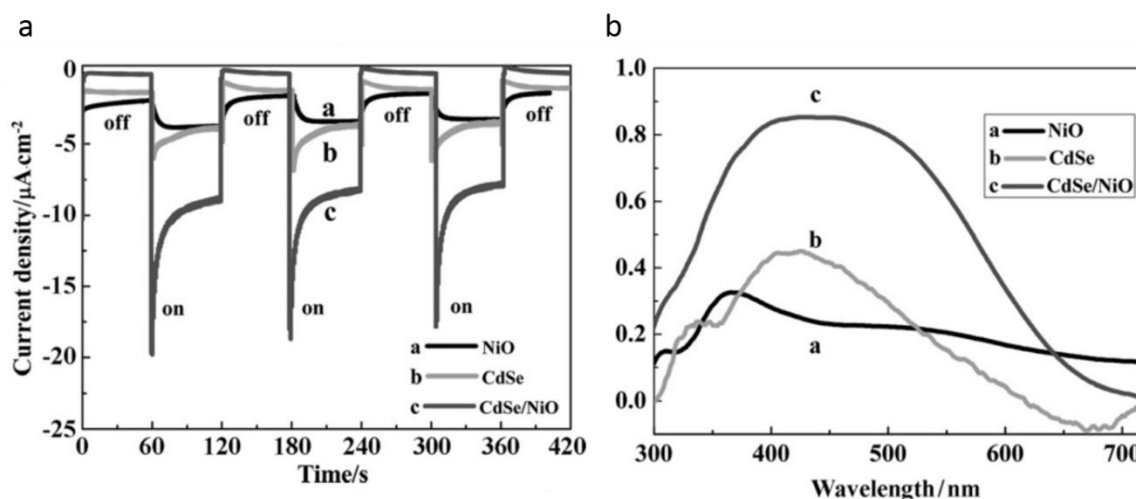 a
0
-5
-10
-15
-20
-25
Current density/μA.cm⁻²
off
off
off
off
a
b
c
on
on
on
a NiO
b CdSe
c CdSe/NiO
0 60 120 180 240 300 360 420
Time/s
b
1.0
0.8
0.6
0.4
0.2
0.0
c
b
a
a NiO
b CdSe
c CdSe/NiO
300 400 500 600 700
Wavelength/nm